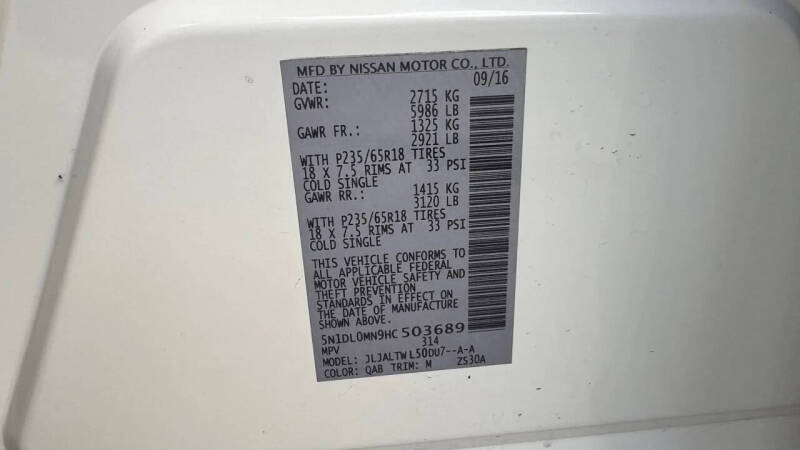 MFD BY NISSAN MOTOR CO., LTD.
DATE: 09/16
GVWR: 2715 KG
5986 LB
GAWR FR.: 1325 KG
2921 LB
WITH P235/65R18 TIRES
18 X 7.5 RIMS AT 33 PSI
COLD SINGLE
GAWR RR.: 1415 KG
3120 LB
WITH P235/65R18 TIRES
18 X 7.5 RIMS AT 33 PSI
COLD SINGLE
THIS VEHICLE CONFORMS TO
ALL APPLICABLE FEDERAL
MOTOR VEHICLE SAFETY AND
THEFT PREVENTION
STANDARDS IN EFFECT ON
THE DATE OF MANUFACTURE
SHOWN ABOVE.
5N1DL0MN9HC503689
MPV 314
MODEL: JLJALTWL50DU7--A-A
COLOR: QAB TRIM: M ZS30A